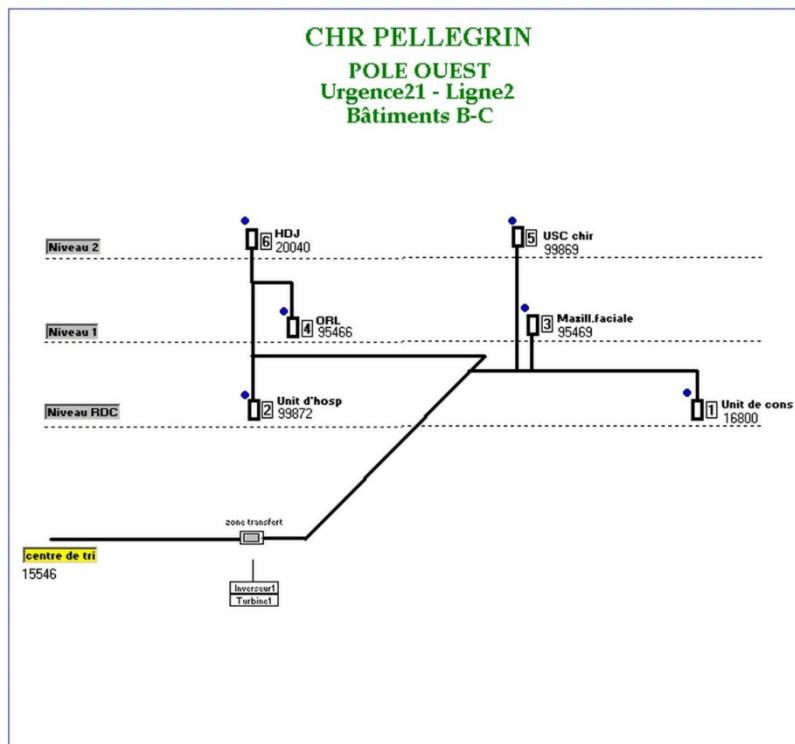 CHR PELLEGRIN
POLE OUEST
Urgence21 - Ligne2
Bâtiments B-C
Niveau 2
6 HDJ
20040
5 USC chir
99869
Niveau 1
4 ORL
95466
3 Maxill.faciale
95469
Niveau RDC
2 Unit d'hosp
99872
1 Unit de cons
16800
zone transfert
centre de tri
15546
Inverseur1
Turbine1